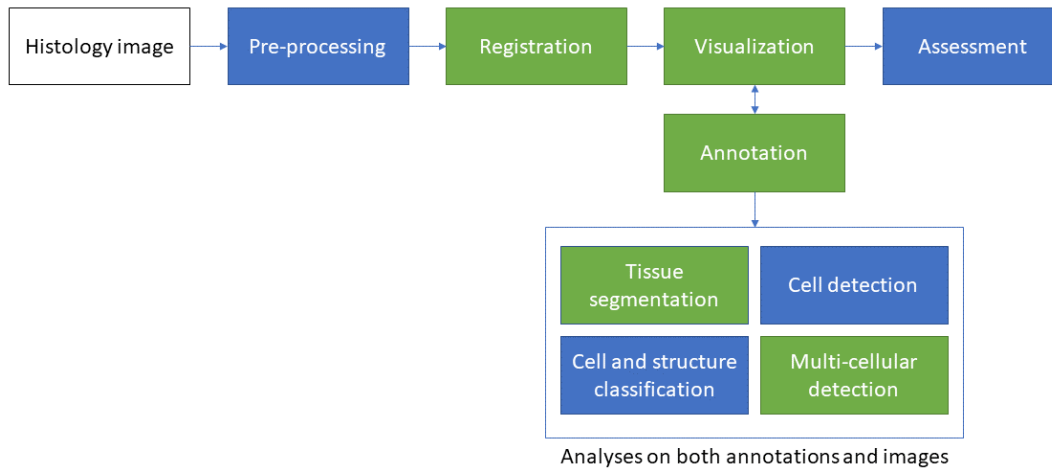 Histology image
Pre-processing
Registration
Visualization
Assessment
Annotation
Tissue
segmentation
Cell detection
Cell and structure
classification
Multi-cellular
detection
Analyses on both annotations and images